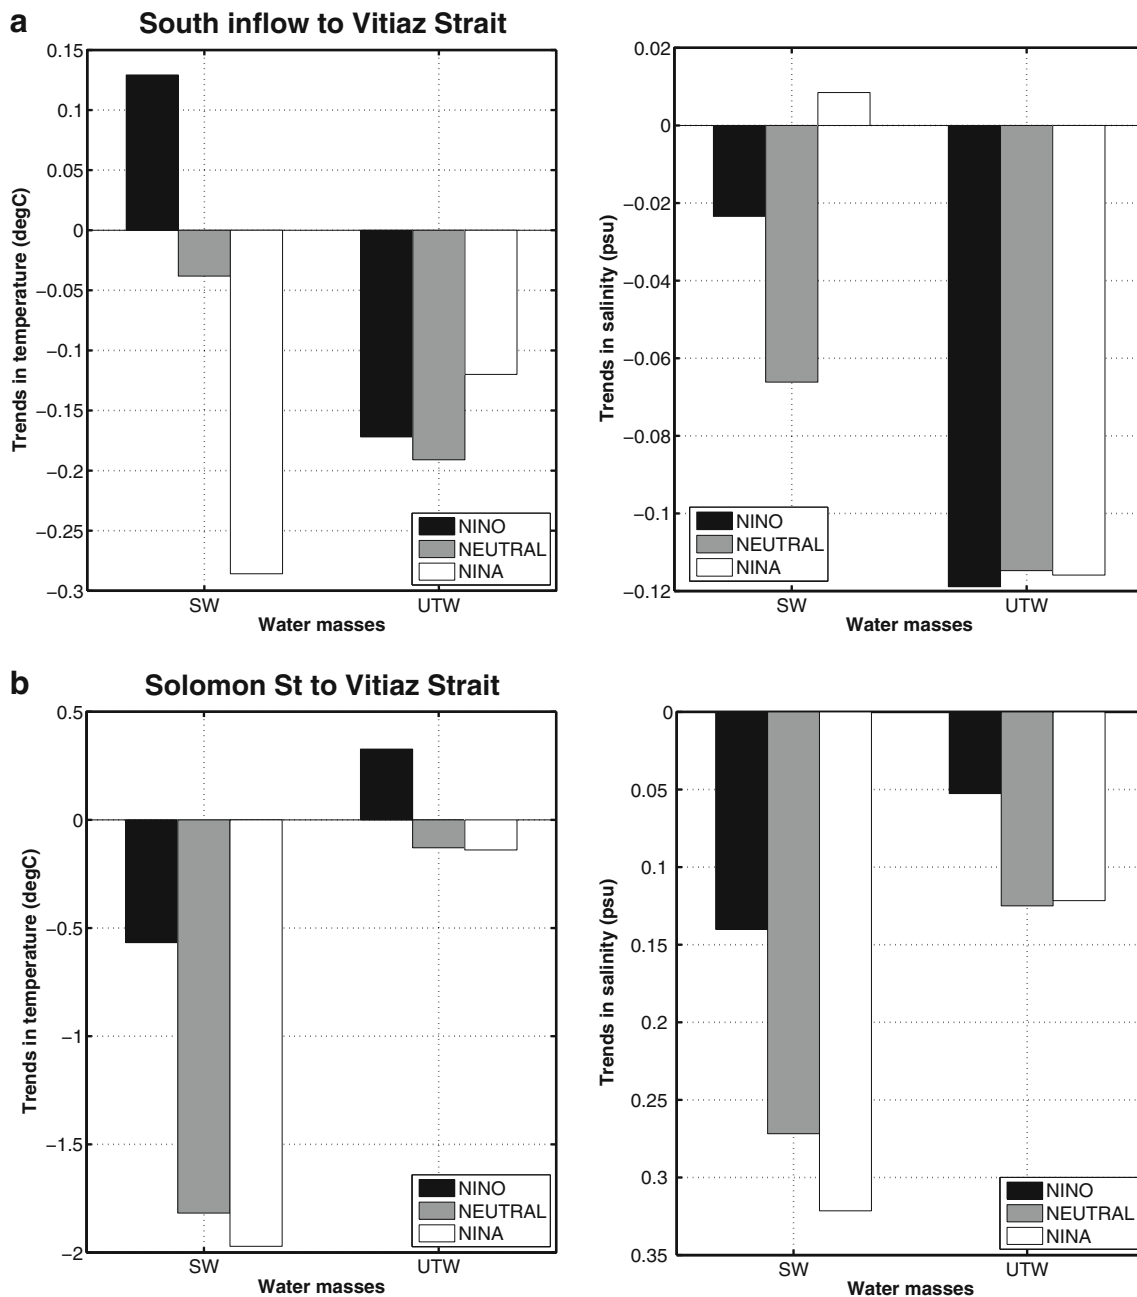 a
South inflow to Vitiaz Strait
0.15
0.1
0.05
0
−0.05
−0.1
−0.15
−0.2
−0.25
−0.3
Trends in temperature (degC)
NINO
NEUTRAL
NINA
SW
UTW
Water masses
0.02
0
−0.02
−0.04
−0.06
−0.08
−0.1
−0.12
Trends in salinity (psu)
NINO
NEUTRAL
NINA
SW
UTW
Water masses
b
Solomon St to Vitiaz Strait
0.5
0
−0.5
−1
−1.5
−2
Trends in temperature (degC)
NINO
NEUTRAL
NINA
SW
UTW
Water masses
0
0.05
0.1
0.15
0.2
0.25
0.3
0.35
Trends in salinity (psu)
NINO
NEUTRAL
NINA
SW
UTW
Water masses